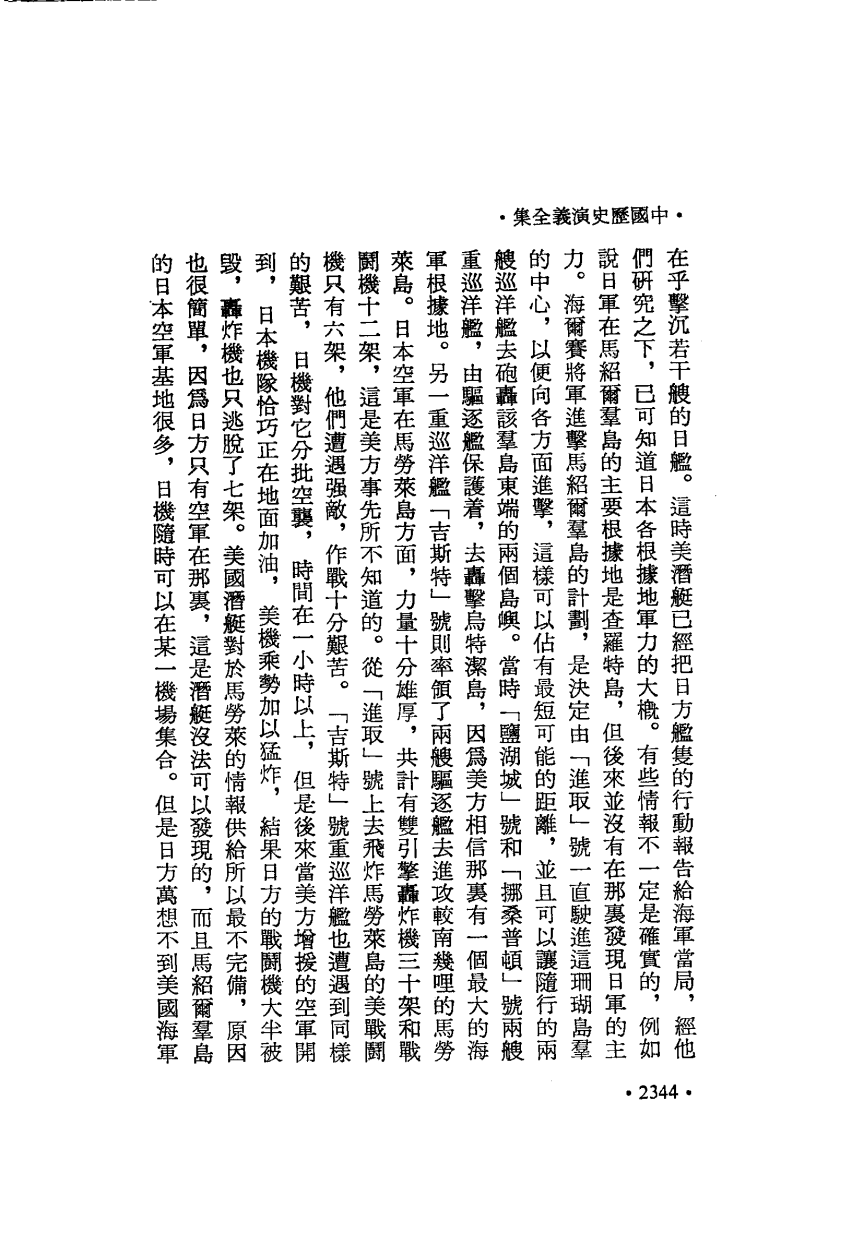 •中國歷史演義全集•
在乎擊沉若干艘的日艦。這時美潛艇已經把日方艦隻的行動報告給海軍當局，經他
們研究之下，已可知道日本各根據地軍力的大概。有些情報不一定是確實的，例如
說日軍在馬紹爾羣島的主要根據地是查羅特島，但後來並沒有在那裏發現日軍的主
力。海爾賽將軍進擊馬紹爾羣島的計劃，是決定由「進取」號一直駛進這珊瑚島羣
的中心，以便向各方面進擊，這樣可以佔有最短可能的距離，並且可以讓隨行的兩
艘巡洋艦去砲轟該羣島東端的兩個島嶼。當時「鹽湖城」號和「挪桑普頓」號兩艘
重巡洋艦，由驅逐艦保護着，去轟擊烏特潔島，因爲美方相信那裏有一個最大的海
軍根據地。另一重巡洋艦「吉斯特」號則率領了兩艘驅逐艦去進攻較南幾哩的馬勞
萊島。日本空軍在馬勞萊島方面，力量十分雄厚，共計有雙引擎轟炸機三十架和戰
鬭機十二架，這是美方事先所不知道的。從「進取」號上去飛炸馬勞萊島的美戰鬭
機只有六架，他們遭遇强敵，作戰十分艱苦。「吉斯特」號重巡洋艦也遭遇到同樣
的艱苦，日機對它分批空襲，時間在一小時以上，但是後來當美方增援的空軍開
到，日本機隊恰巧正在地面加油，美機乘勢加以猛炸，結果日方的戰鬭機大半被
毀，轟炸機也只逃脫了七架。美國潛艇對於馬勞萊的情報供給所以最不完備，原因
也很簡單，因爲日方只有空軍在那裏，這是潛艇沒法可以發現的，而且馬紹爾羣島
的日本空軍基地很多，日機隨時可以在某一機場集合。但是日方萬想不到美國海軍
•2344•